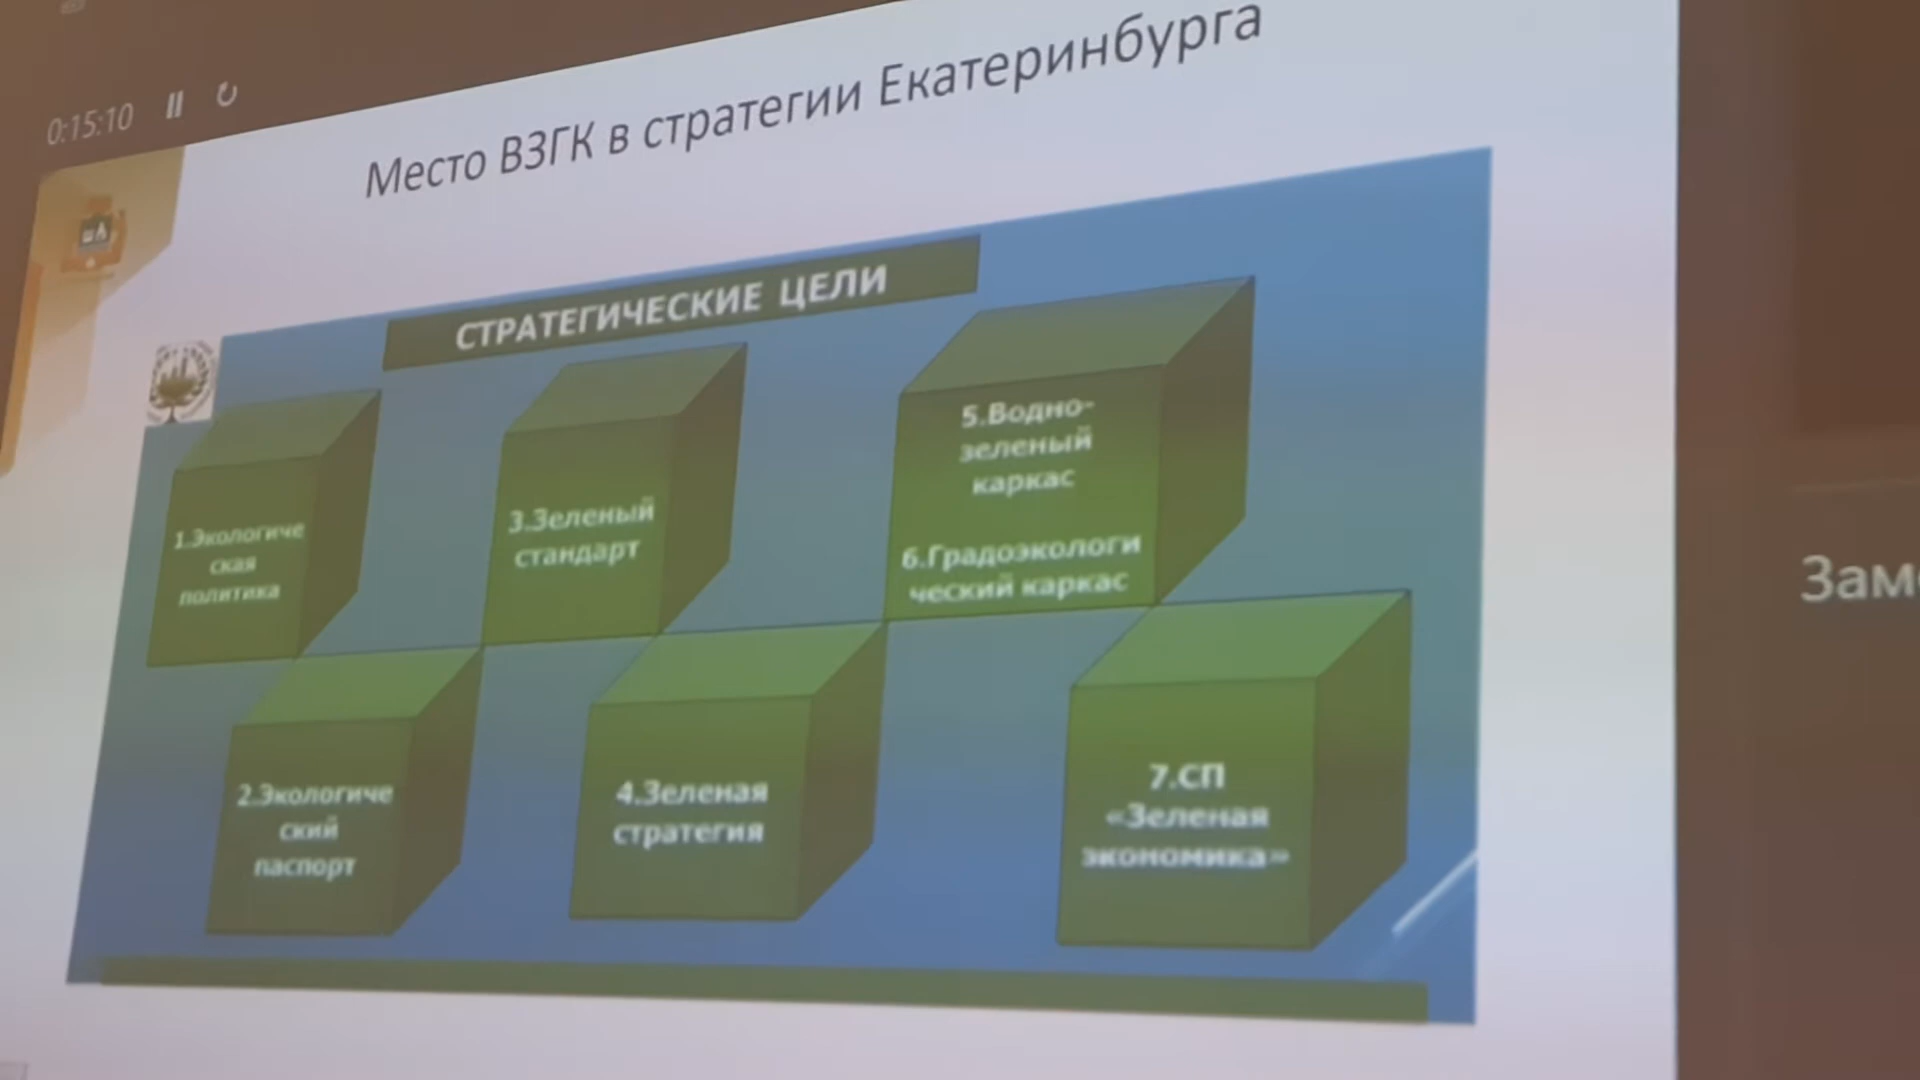 0:15:10
Место ВЗГК в стратегии Екатеринбурга
СТРАТЕГИЧЕСКИЕ ЦЕЛИ
1.Экологиче
ская
политика
2.Экологиче
ский
паспорт
3.Зеленый
стандарт
4.Зеленая
стратегия
5.Водно-
зеленый
каркас
6.Градоэкологи
ческий каркас
7.СП
«Зеленая
экономика»